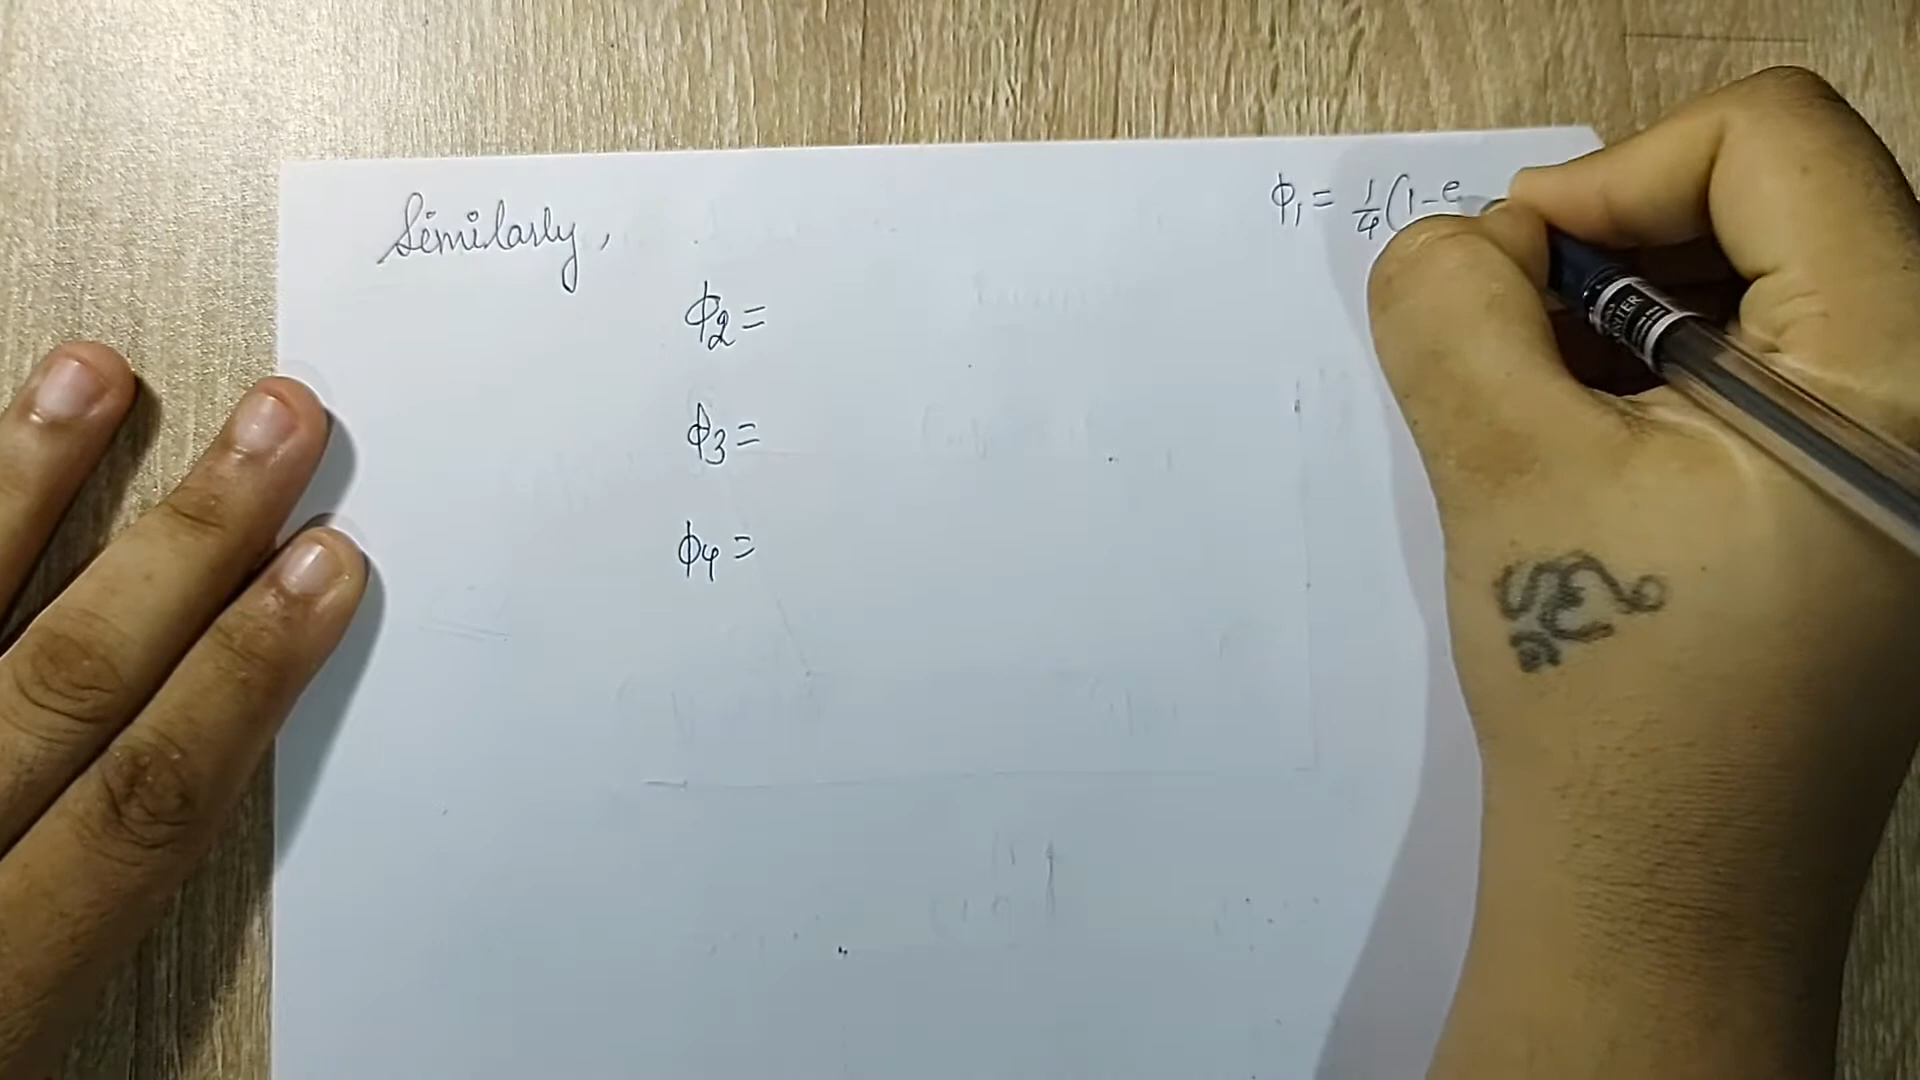 Similarly,
ϕ₁ = 1/4 (1-e
ϕ₂ =
ϕ₃ =
ϕ₄ =